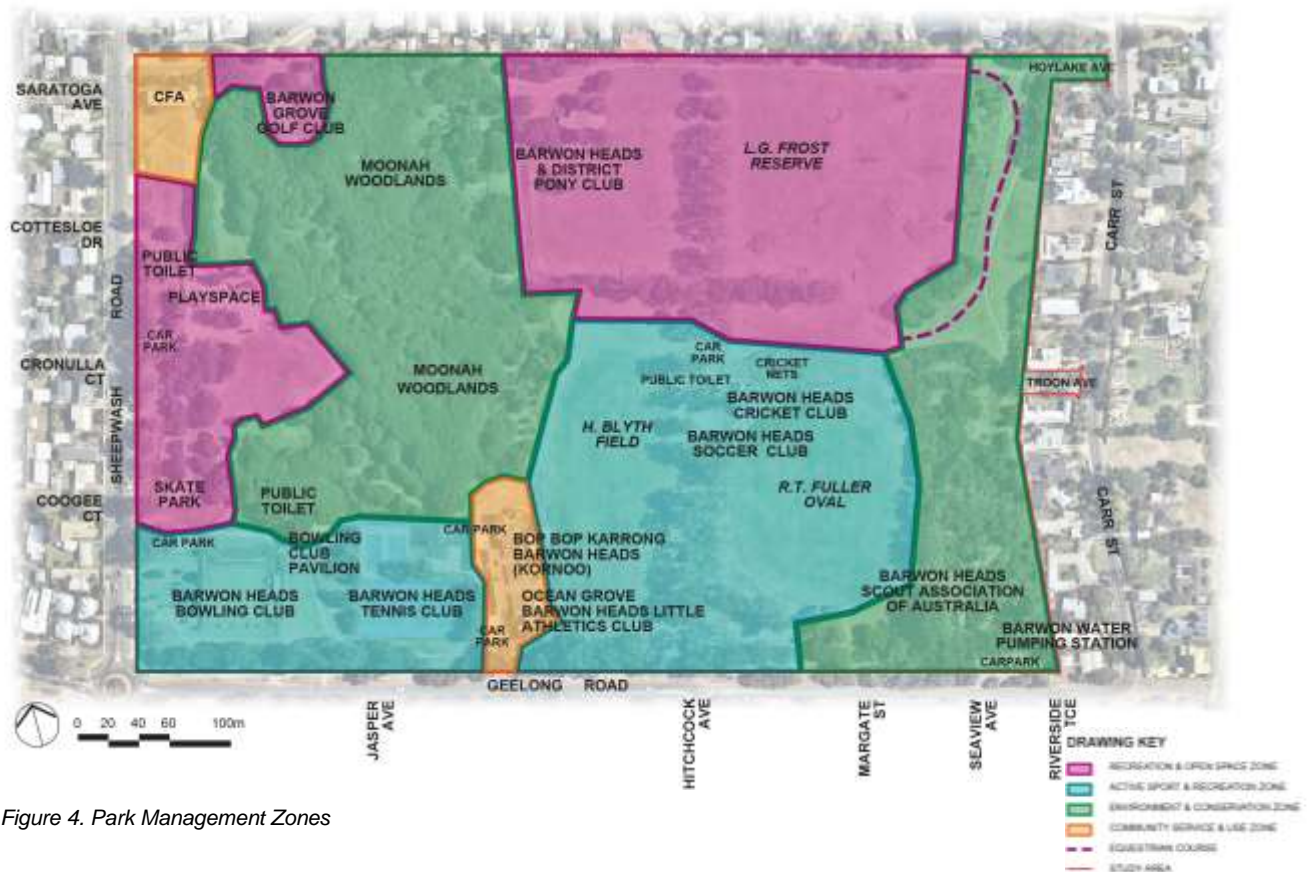 SARATOGA
AVE
CFA
BARWON
GROVE
GOLF CLUB
HOYLAKE AVE
MOONAH
WOODLANDS
BARWON HEADS
& DISTRICT
PONY CLUB
L.G. FROST
RESERVE
CARR ST
COTTESLOE
DR
PUBLIC
TOILET
PLAYSPACE
SHEEPWASH ROAD
CAR
PARK
CRONULLA
CT
MOONAH
WOODLANDS
CAR
PARK
PUBLIC TOILET
CRICKET
NETS
TROON AVE
BARWON HEADS
CRICKET CLUB
H. BLYTH
FIELD
BARWON HEADS
SOCCER CLUB
R.T. FULLER
OVAL
COOGEE
CT
SKATE
PARK
PUBLIC
TOILET
CARR ST
CAR PARK
BOWLING
CLUB
PAVILION
CAR PARK
BOP BOP KARRONG
BARWON HEADS
(KORNOO)
BARWON HEADS
BOWLING CLUB
BARWON HEADS
TENNIS CLUB
OCEAN GROVE
BARWON HEADS LITTLE
ATHLETICS CLUB
CAR
PARK
BARWON HEADS
SCOUT ASSOCIATION
OF AUSTRALIA
BARWON WATER
PUMPING STATION
CARPARK
GEELONG ROAD
0 20 40 60 100m
JASPER
AVE
HITCHCOCK
AVE
MARGATE
ST
SEAVIEW
AVE
RIVERSIDE
TCE
DRAWING KEY
RECREATION & OPEN SPACE ZONE
ACTIVE SPORT & RECREATION ZONE
ENVIRONMENT & CONSERVATION ZONE
COMMUNITY SERVICE & USE ZONE
EQUESTRIAN COURSE
STUDY AREA
Figure 4. Park Management Zones